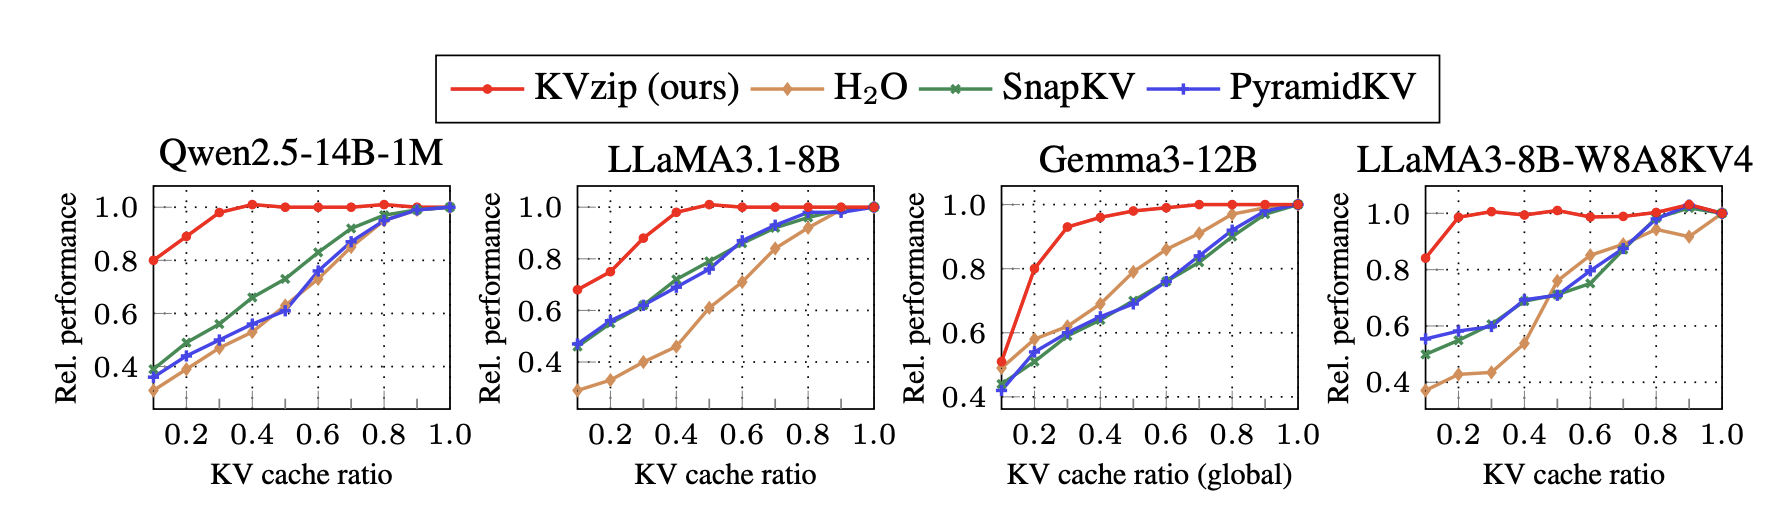 KVzip (ours) H₂O SnapKV PyramidKV
Qwen2.5-14B-1M
Rel. performance
1.0
0.8
0.6
0.4
0.2 0.4 0.6 0.8 1.0
KV cache ratio
LLaMA3.1-8B
Rel. performance
1.0
0.8
0.6
0.4
0.2 0.4 0.6 0.8 1.0
KV cache ratio
Gemma3-12B
Rel. performance
1.0
0.8
0.6
0.4
0.2 0.4 0.6 0.8 1.0
KV cache ratio (global)
LLaMA3-8B-W8A8KV4
Rel. performance
1.0
0.8
0.6
0.4
0.2 0.4 0.6 0.8 1.0
KV cache ratio